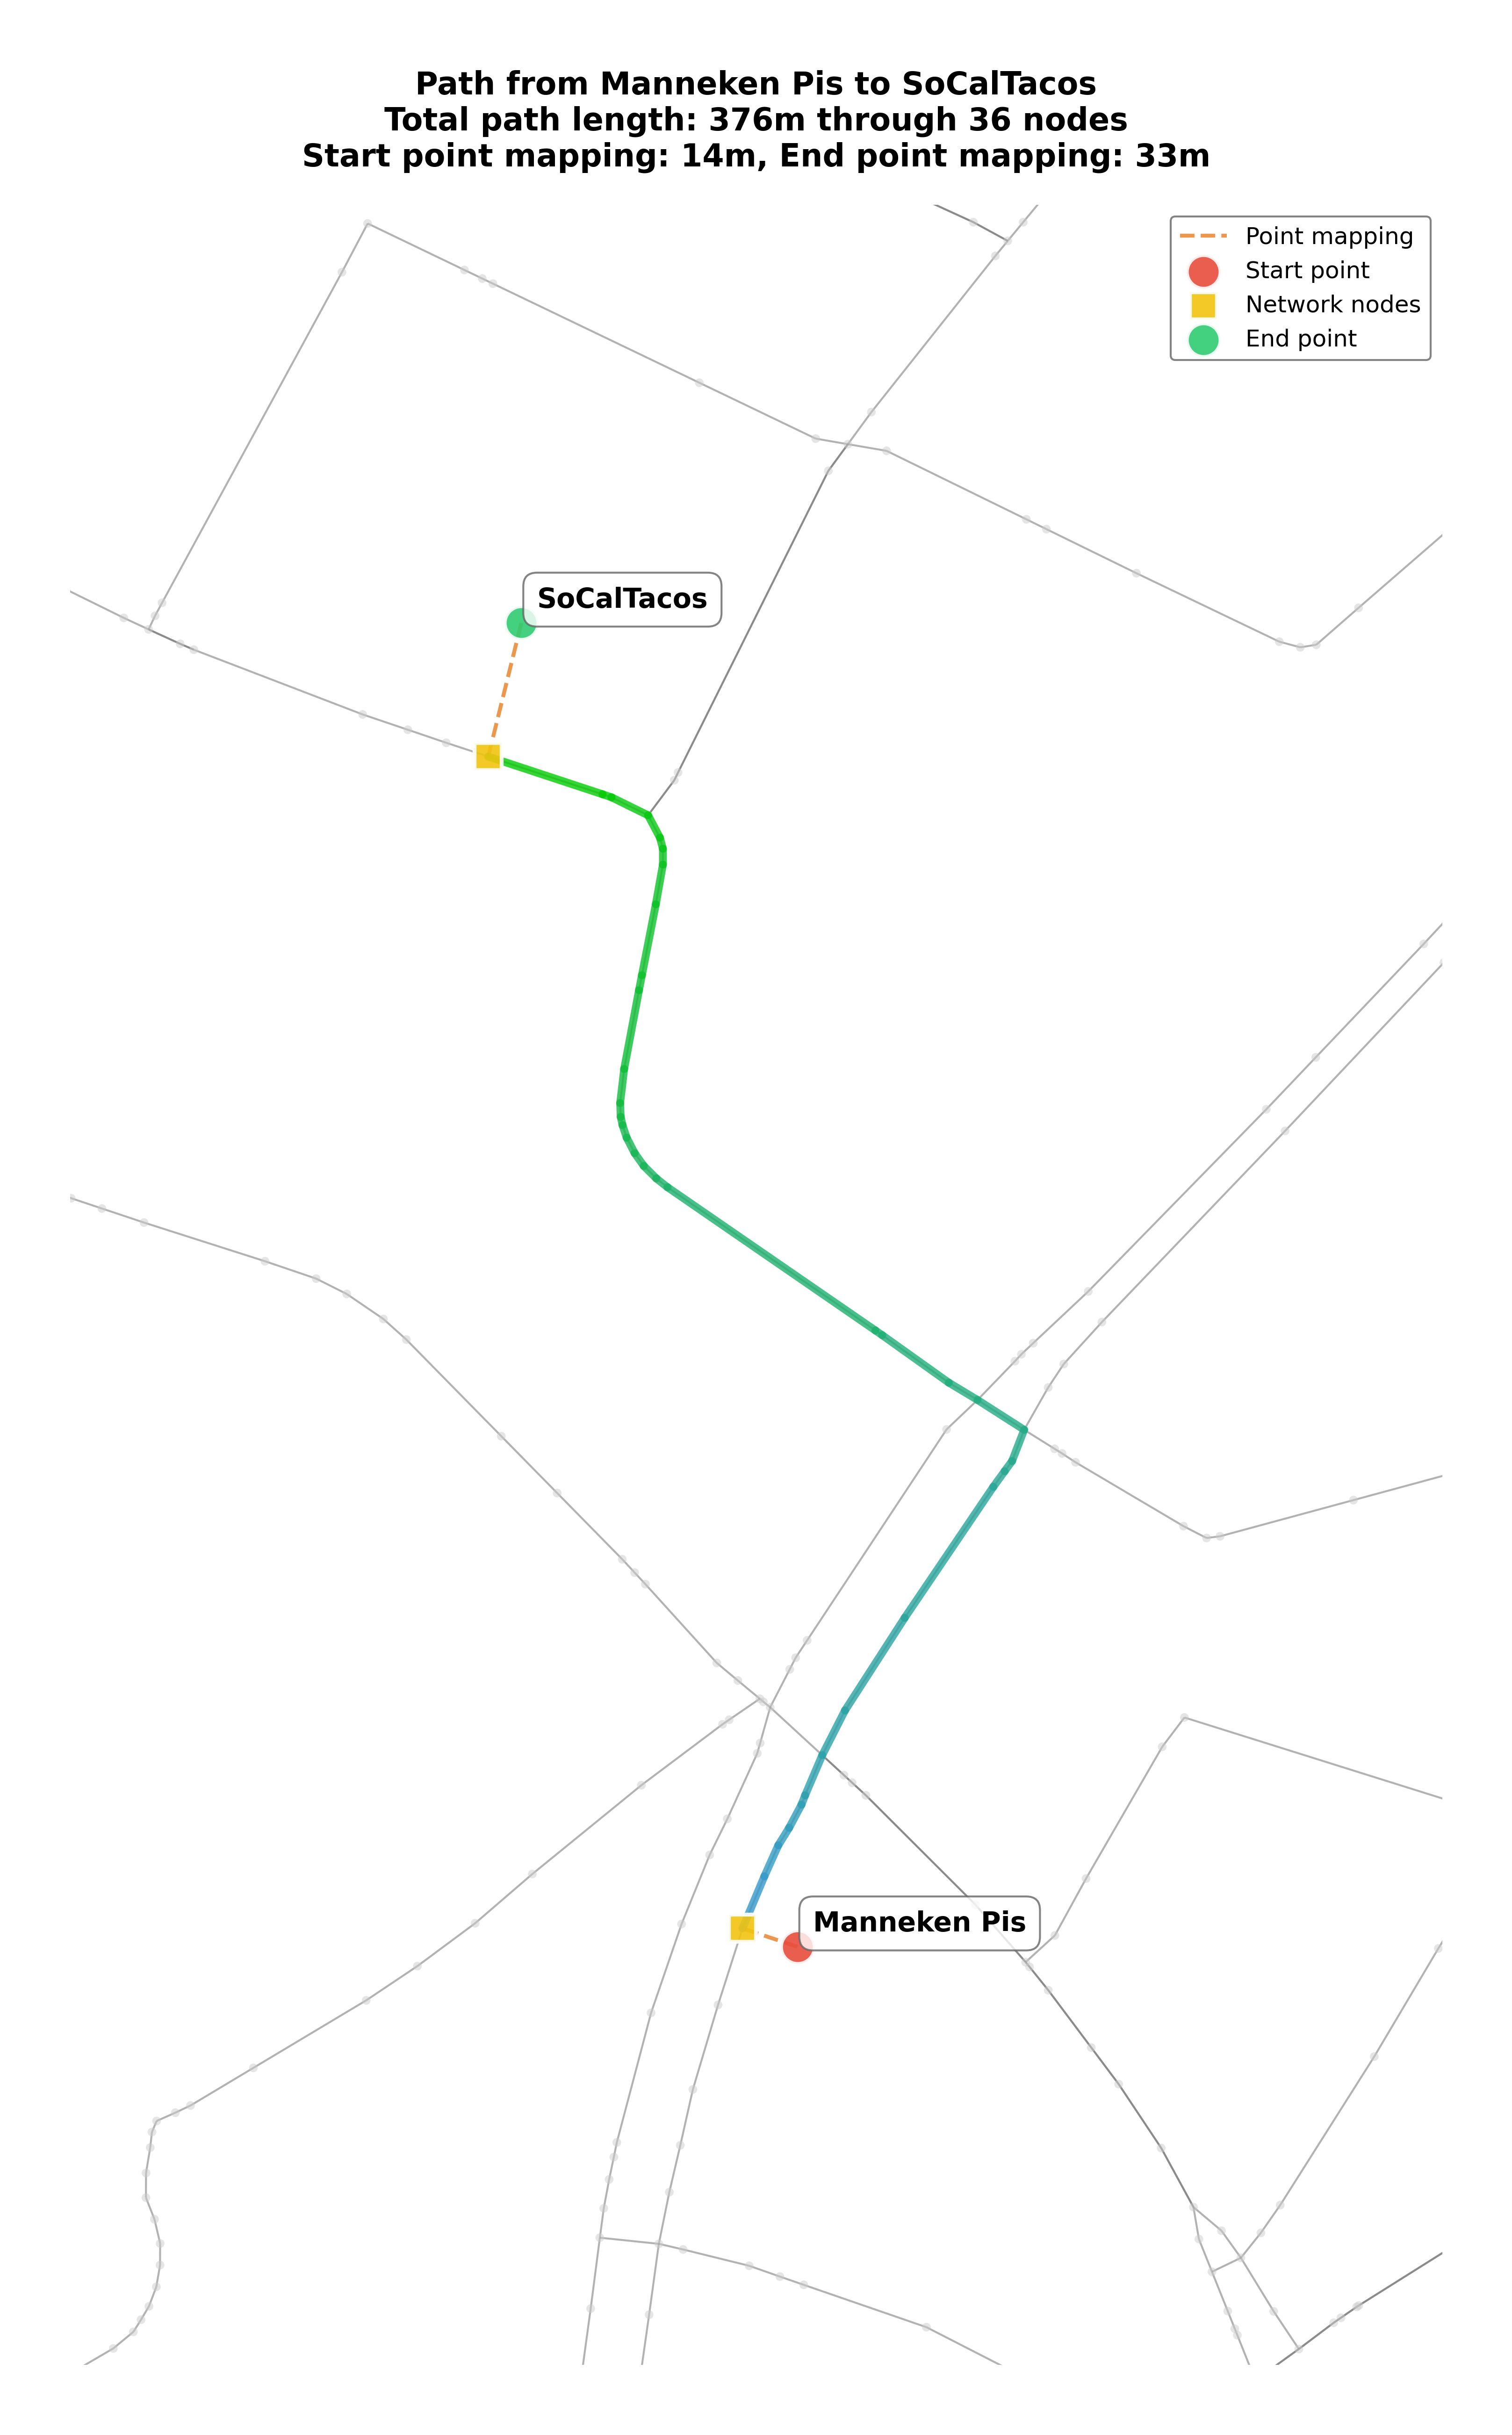 Path from Manneken Pis to SoCalTacos
Total path length: 376m through 36 nodes
Start point mapping: 14m, End point mapping: 33m
Point mapping
Start point
Network nodes
End point
SoCalTacos
Manneken Pis